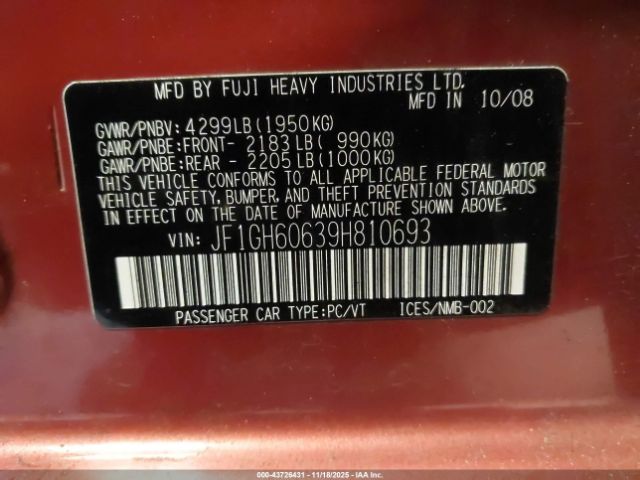 MFD BY FUJI HEAVY INDUSTRIES LTD.
MFD IN 10/08
GVWR/PNBV: 4299LB(1950KG)
GAWR/PNBE:FRONT- 2183LB( 990KG)
GAWR/PNBE:REAR - 2205LB(1000KG)
THIS VEHICLE CONFORMS TO ALL APPLICABLE FEDERAL MOTOR
VEHICLE SAFETY, BUMPER, AND THEFT PREVENTION STANDARDS
IN EFFECT ON THE DATE OF MANUFACTURE SHOWN ABOVE.
VIN: JF1GH60639H810693
PASSENGER CAR TYPE:PC/VT ICES/NMB-002
000-43726431 - 11/18/2025 - IAAI.COM